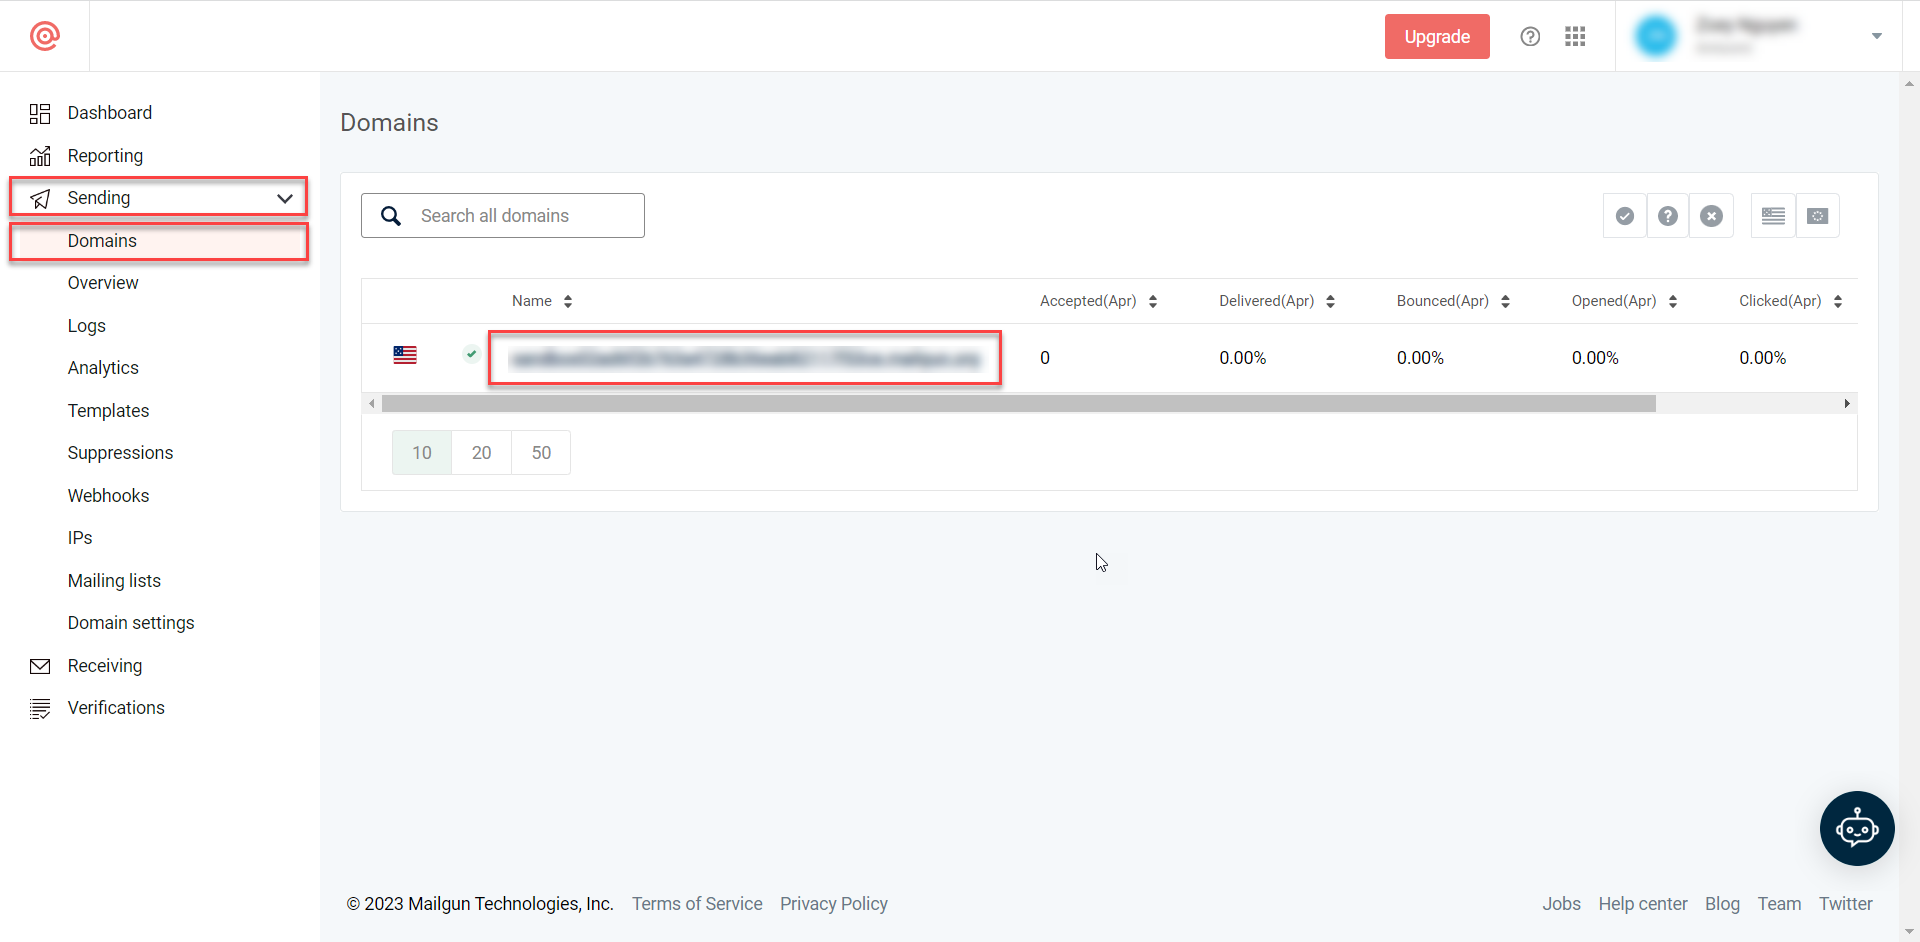 Upgrade
Dashboard
Reporting
Sending
Domains
Overview
Logs
Analytics
Templates
Suppressions
Webhooks
IPs
Mailing lists
Domain settings
Receiving
Verifications
Domains
Search all domains
Name Accepted(Apr) Delivered(Apr) Bounced(Apr) Opened(Apr) Clicked(Apr)
0 0.00% 0.00% 0.00% 0.00%
10 20 50
© 2023 Mailgun Technologies, Inc. Terms of Service Privacy Policy Jobs Help center Blog Team Twitter